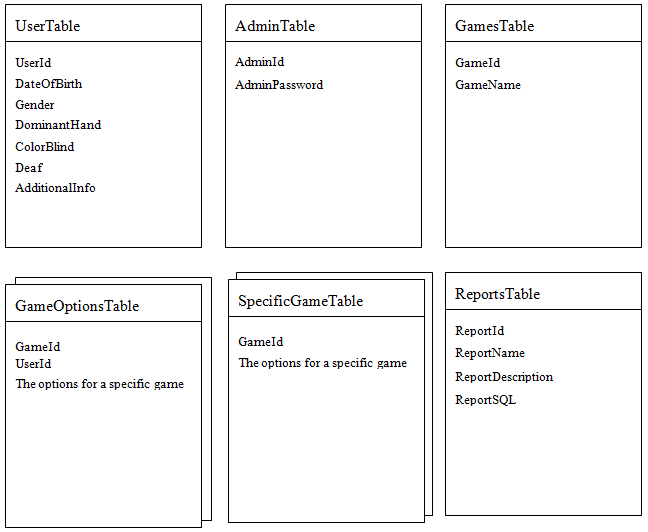 UserTable
UserId
DateOfBirth
Gender
DominantHand
ColorBlind
Deaf
AdditionalInfo
AdminTable
AdminId
AdminPassword
GamesTable
GameId
GameName
GameOptionsTable
GameId
UserId
The options for a specific game
SpecificGameTable
GameId
The options for a specific game
ReportsTable
ReportId
ReportName
ReportDescription
ReportSQL